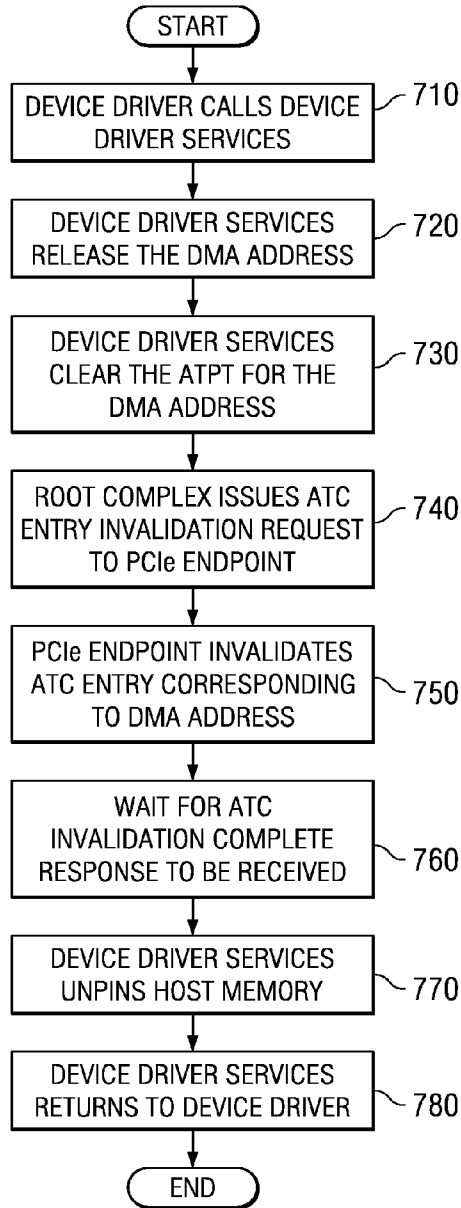 START
DEVICE DRIVER CALLS DEVICE
DRIVER SERVICES
710
DEVICE DRIVER SERVICES
RELEASE THE DMA ADDRESS
720
DEVICE DRIVER SERVICES
CLEAR THE ATPT FOR THE
DMA ADDRESS
730
ROOT COMPLEX ISSUES ATC
ENTRY INVALIDATION REQUEST
TO PCIe ENDPOINT
740
PCIe ENDPOINT INVALIDATES
ATC ENTRY CORRESPONDING
TO DMA ADDRESS
750
WAIT FOR ATC
INVALIDATION COMPLETE
RESPONSE TO BE RECEIVED
760
DEVICE DRIVER SERVICES
UNPINS HOST MEMORY
770
DEVICE DRIVER SERVICES
RETURNS TO DEVICE DRIVER
780
END